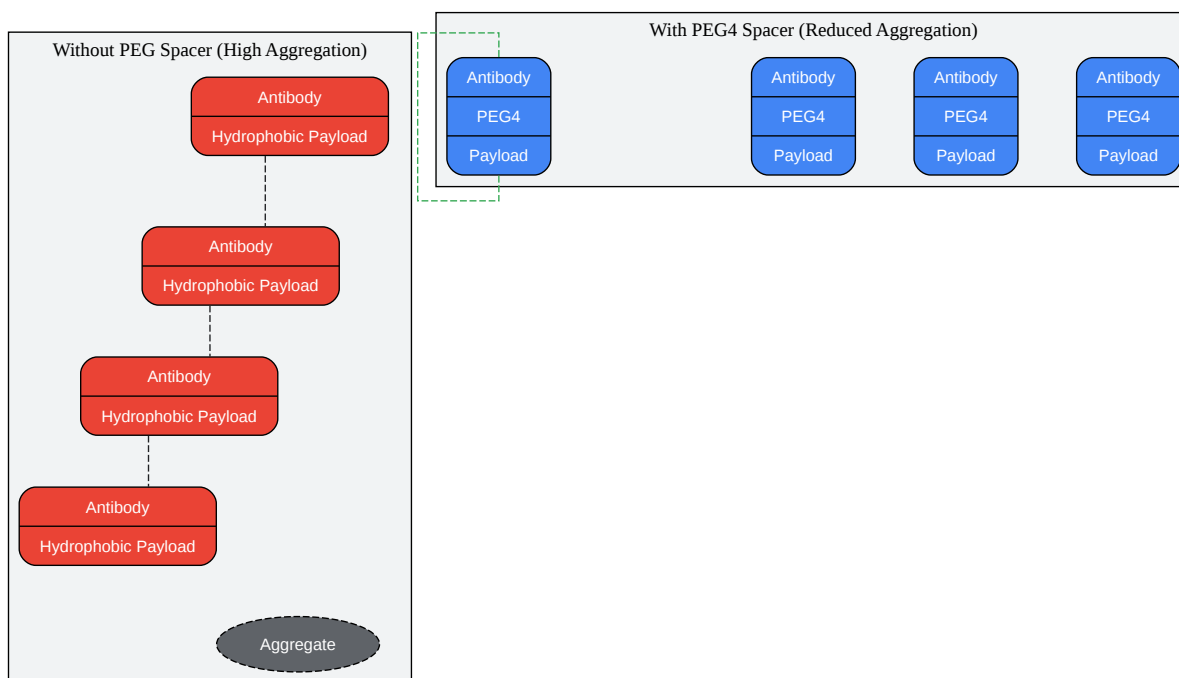 Without PEG Spacer (High Aggregation)
Antibody
Hydrophobic Payload
Antibody
Hydrophobic Payload
Antibody
Hydrophobic Payload
Antibody
Hydrophobic Payload
Aggregate
With PEG4 Spacer (Reduced Aggregation)
Antibody
PEG4
Payload
Antibody
PEG4
Payload
Antibody
PEG4
Payload
Antibody
PEG4
Payload